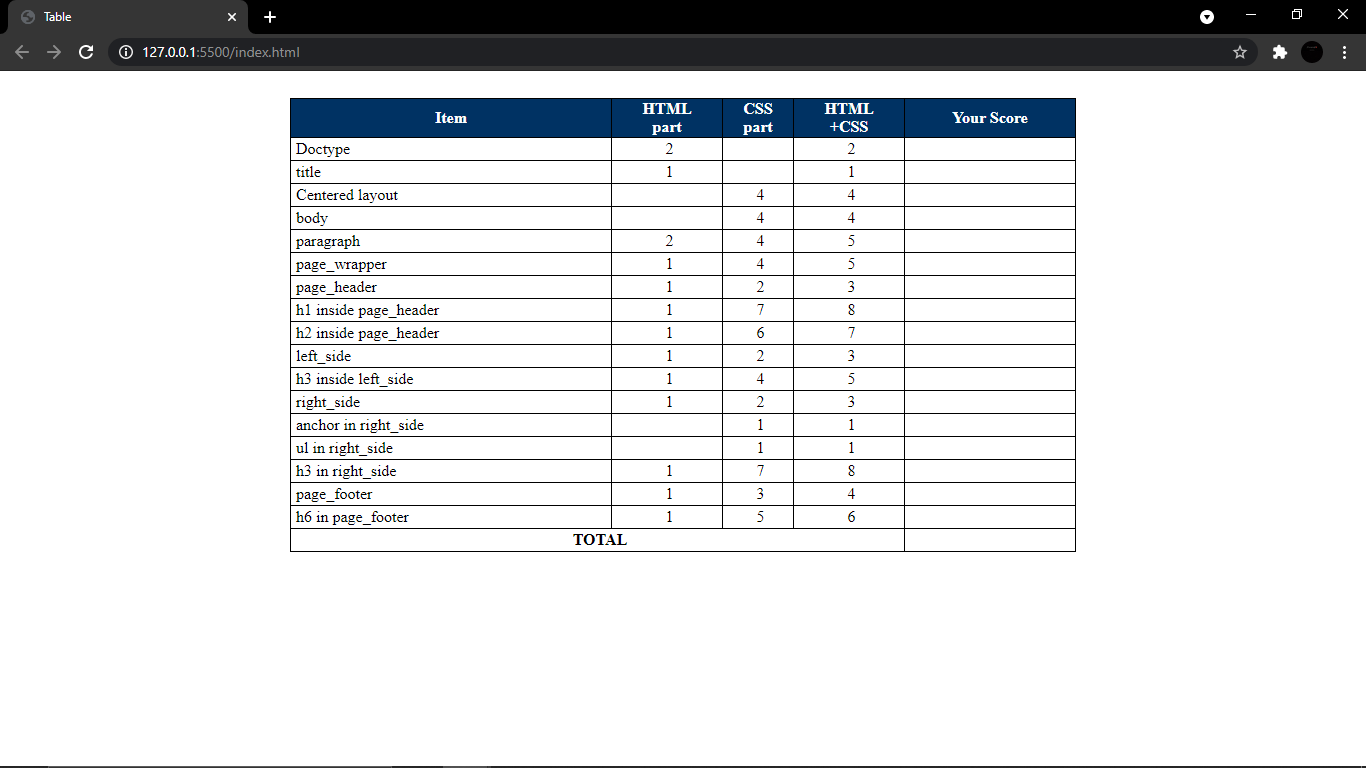 Table
127.0.0.1:5500/index.html
Item HTML part CSS part HTML +CSS Your Score
Doctype 2 2
title 1 1
Centered layout 4 4
body 4 4
paragraph 2 4 5
page_wrapper 1 4 5
page_header 1 2 3
h1 inside page_header 1 7 8
h2 inside page_header 1 6 7
left_side 1 2 3
h3 inside left_side 1 4 5
right_side 1 2 3
anchor in right_side 1 1
ul in right_side 1 1
h3 in right_side 1 7 8
page_footer 1 3 4
h6 in page_footer 1 5 6
TOTAL